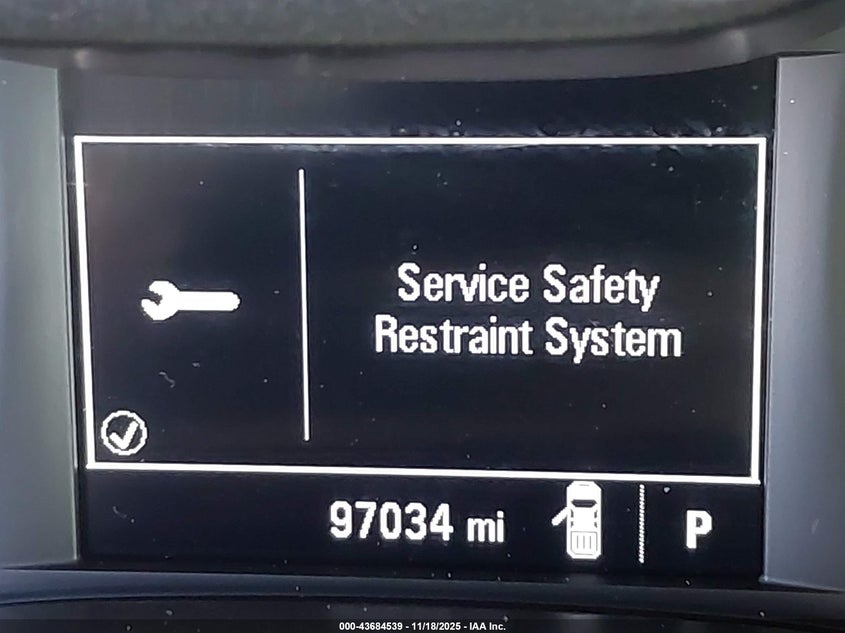 Service Safety
Restraint System
97034 mi
P
000-43684539 - 11/18/2025 - IAA Inc.